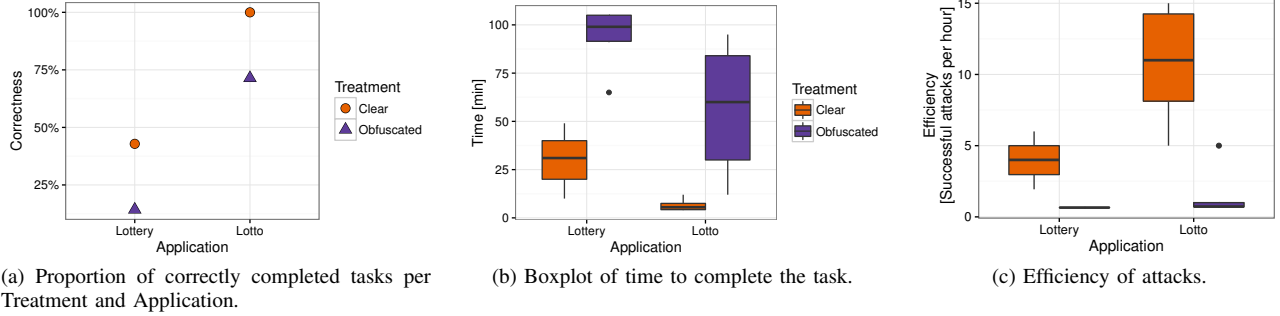 100%
75%
50%
25%
Correctness
Lottery
Lotto
Application
Treatment
Clear
Obfuscated
(a) Proportion of correctly completed tasks per
Treatment and Application.
100
75
50
25
0
Time [min]
Lottery
Lotto
Application
Treatment
Clear
Obfuscated
(b) Boxplot of time to complete the task.
15
10
5
0
Efficiency
[Successful attacks per hour]
Lottery
Lotto
Application
(c) Efficiency of attacks.